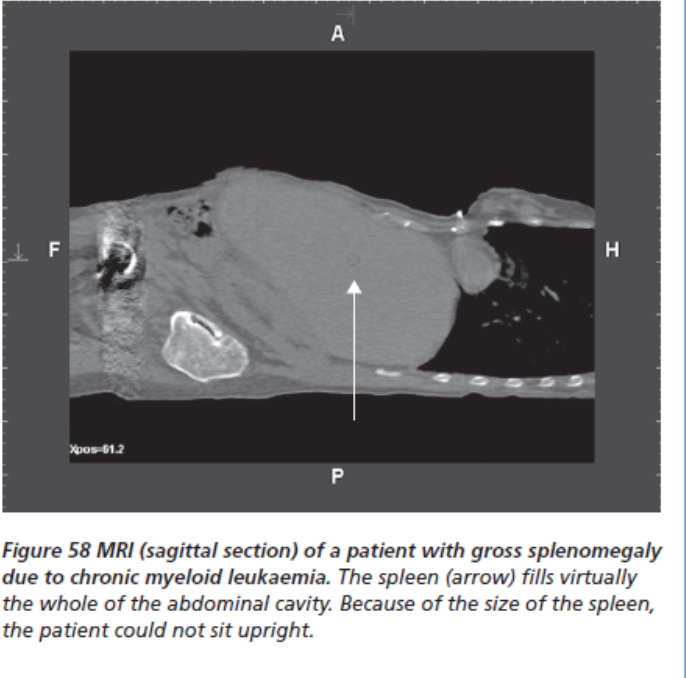 A
F
H
Xpos=61.2
P
Figure 58 MRI (sagittal section) of a patient with gross splenomegaly
due to chronic myeloid leukaemia. The spleen (arrow) fills virtually
the whole of the abdominal cavity. Because of the size of the spleen,
the patient could not sit upright.